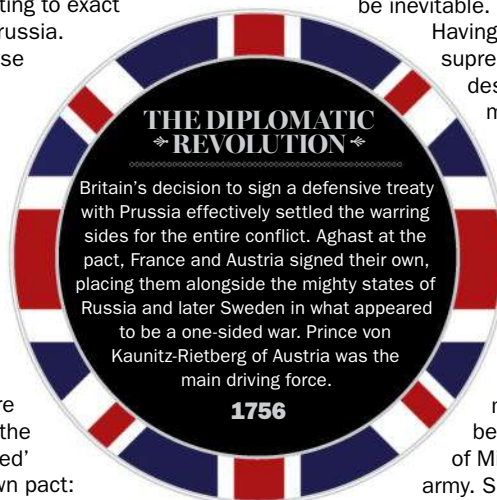 ting to exact
russia.
se
be inevitable.
Having
supre
des
m
THE DIPLOMATIC
REVOLUTION
Britain's decision to sign a defensive treaty
with Prussia effectively settled the warring
sides for the entire conflict. Aghast at the
pact, France and Austria signed their own,
placing them alongside the mighty states of
Russia and later Sweden in what appeared
to be a one-sided war. Prince von
Kaunitz-Rietberg of Austria was the
main driving force.
1756
re
the
ed'
wn pact:
m
be
of Mi
army. S